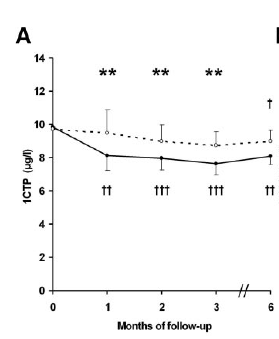 A
14
** ** **
12
†
10
1CTP (µg/l)
8
†† ††† ††† ††
6
4
2
0
0 1 2 3 6
Months of follow-up